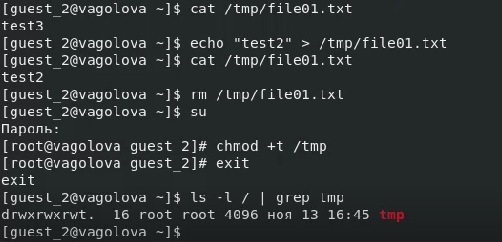 [guest_2@vagolova ~]$ cat /tmp/file01.txt
test3
[guest_2@vagolova ~]$ echo "test2" > /tmp/file01.txt
[guest_2@vagolova ~]$ cat /tmp/file01.txt
test2
[guest_2@vagolova ~]$ rm /tmp/file01.txt
[guest_2@vagolova ~]$ su
Пароль:
[root@vagolova guest_2]# chmod +t /tmp
[root@vagolova guest_2]# exit
exit
[guest_2@vagolova ~]$ ls -l / | grep tmp
drwxrwxrwt.  16 root root 4096 ноя 13 16:45 tmp
[guest_2@vagolova ~]$